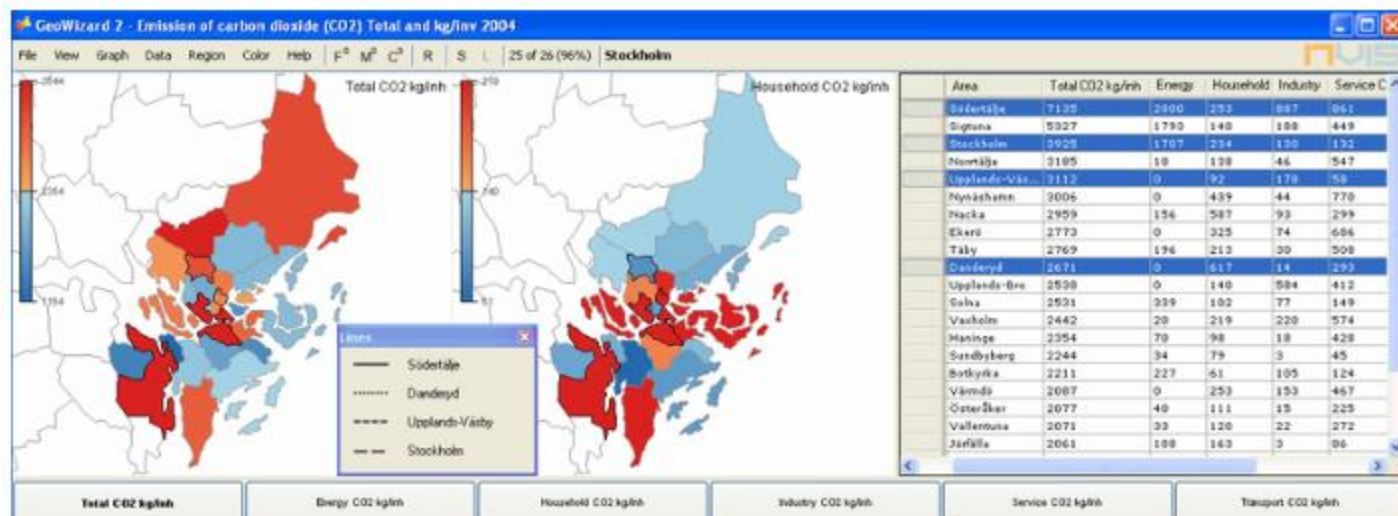 GeoWizard 2 - Emission of carbon dioxide (CO2) Total and kg/inv 2004
File View Graph Data Region Color Help F M C R S L 25 of 26 (96%) Stockholm
NVIS
Total CO2 kg/inh
Household CO2 kg/inh
140
Lines
Södertälje
Danderyd
Upplands-Väsby
Stockholm
Area Total CO2 kg/inh Energy Household Industry Service C
Södertälje 7135 2800 253 887 861
Sigtuna 5327 1793 148 188 449
Stockholm 3925 1707 234 130 132
Norrtälje 3185 18 138 46 547
Upplands-Väs... 3112 0 92 178 58
Nynäshamn 3006 0 439 44 770
Nacka 2959 156 587 93 299
Ekerö 2773 0 325 74 686
Täby 2769 196 213 30 508
Danderyd 2671 0 617 14 293
Upplands-Bro 2538 0 140 584 412
Solna 2531 339 102 77 149
Vaxholm 2442 28 219 228 574
Haninge 2354 70 98 18 428
Sundbyberg 2244 34 79 3 45
Botkyrka 2211 227 61 105 124
Värmdö 2087 0 253 153 467
Österåker 2077 40 111 15 225
Vallentuna 2071 33 128 22 272
Järfälla 2061 188 163 3 86
Total CO2 kg/inh Energy CO2 kg/inh Household CO2 kg/inh Industry CO2 kg/inh Service CO2 kg/inh Transport CO2 kg/inh